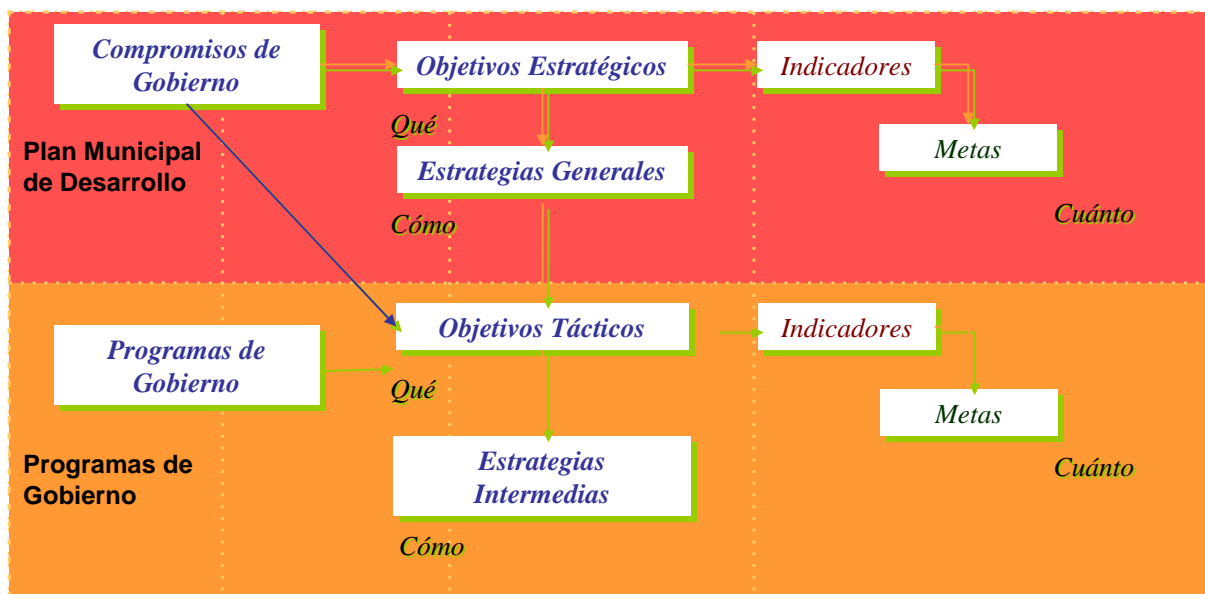 Compromisos de
Gobierno
Objetivos Estratégicos
Indicadores
Qué
Plan Municipal
de Desarrollo
Metas
Estrategias Generales
Cómo
Cuánto
Objetivos Tácticos
Indicadores
Programas de
Gobierno
Qué
Metas
Programas de
Gobierno
Estrategias
Intermedias
Cuánto
Cómo